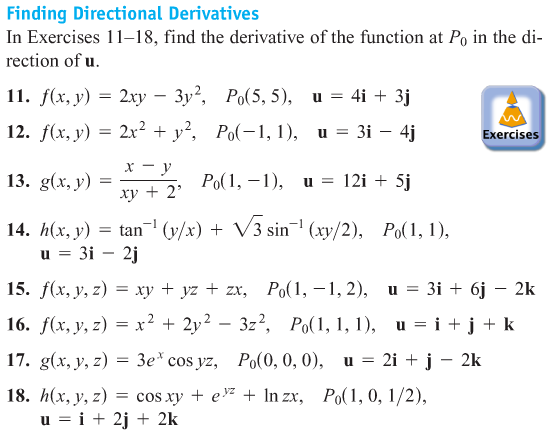 Finding Directional Derivatives
In Exercises 11–18, find the derivative of the function at P₀ in the di-
rection of u.
11. f(x, y) = 2xy − 3y², P₀(5, 5), u = 4i + 3j
12. f(x, y) = 2x² + y², P₀(−1, 1), u = 3i − 4j
Exercises
13. g(x, y) = (x − y)/(xy + 2), P₀(1, −1), u = 12i + 5j
14. h(x, y) = tan⁻¹ (y/x) + √3 sin⁻¹ (xy/2), P₀(1, 1),
u = 3i − 2j
15. f(x, y, z) = xy + yz + zx, P₀(1, −1, 2), u = 3i + 6j − 2k
16. f(x, y, z) = x² + 2y² − 3z², P₀(1, 1, 1), u = i + j + k
17. g(x, y, z) = 3eˣ cos yz, P₀(0, 0, 0), u = 2i + j − 2k
18. h(x, y, z) = cos xy + e^{yz} + ln zx, P₀(1, 0, 1/2),
u = i + 2j + 2k